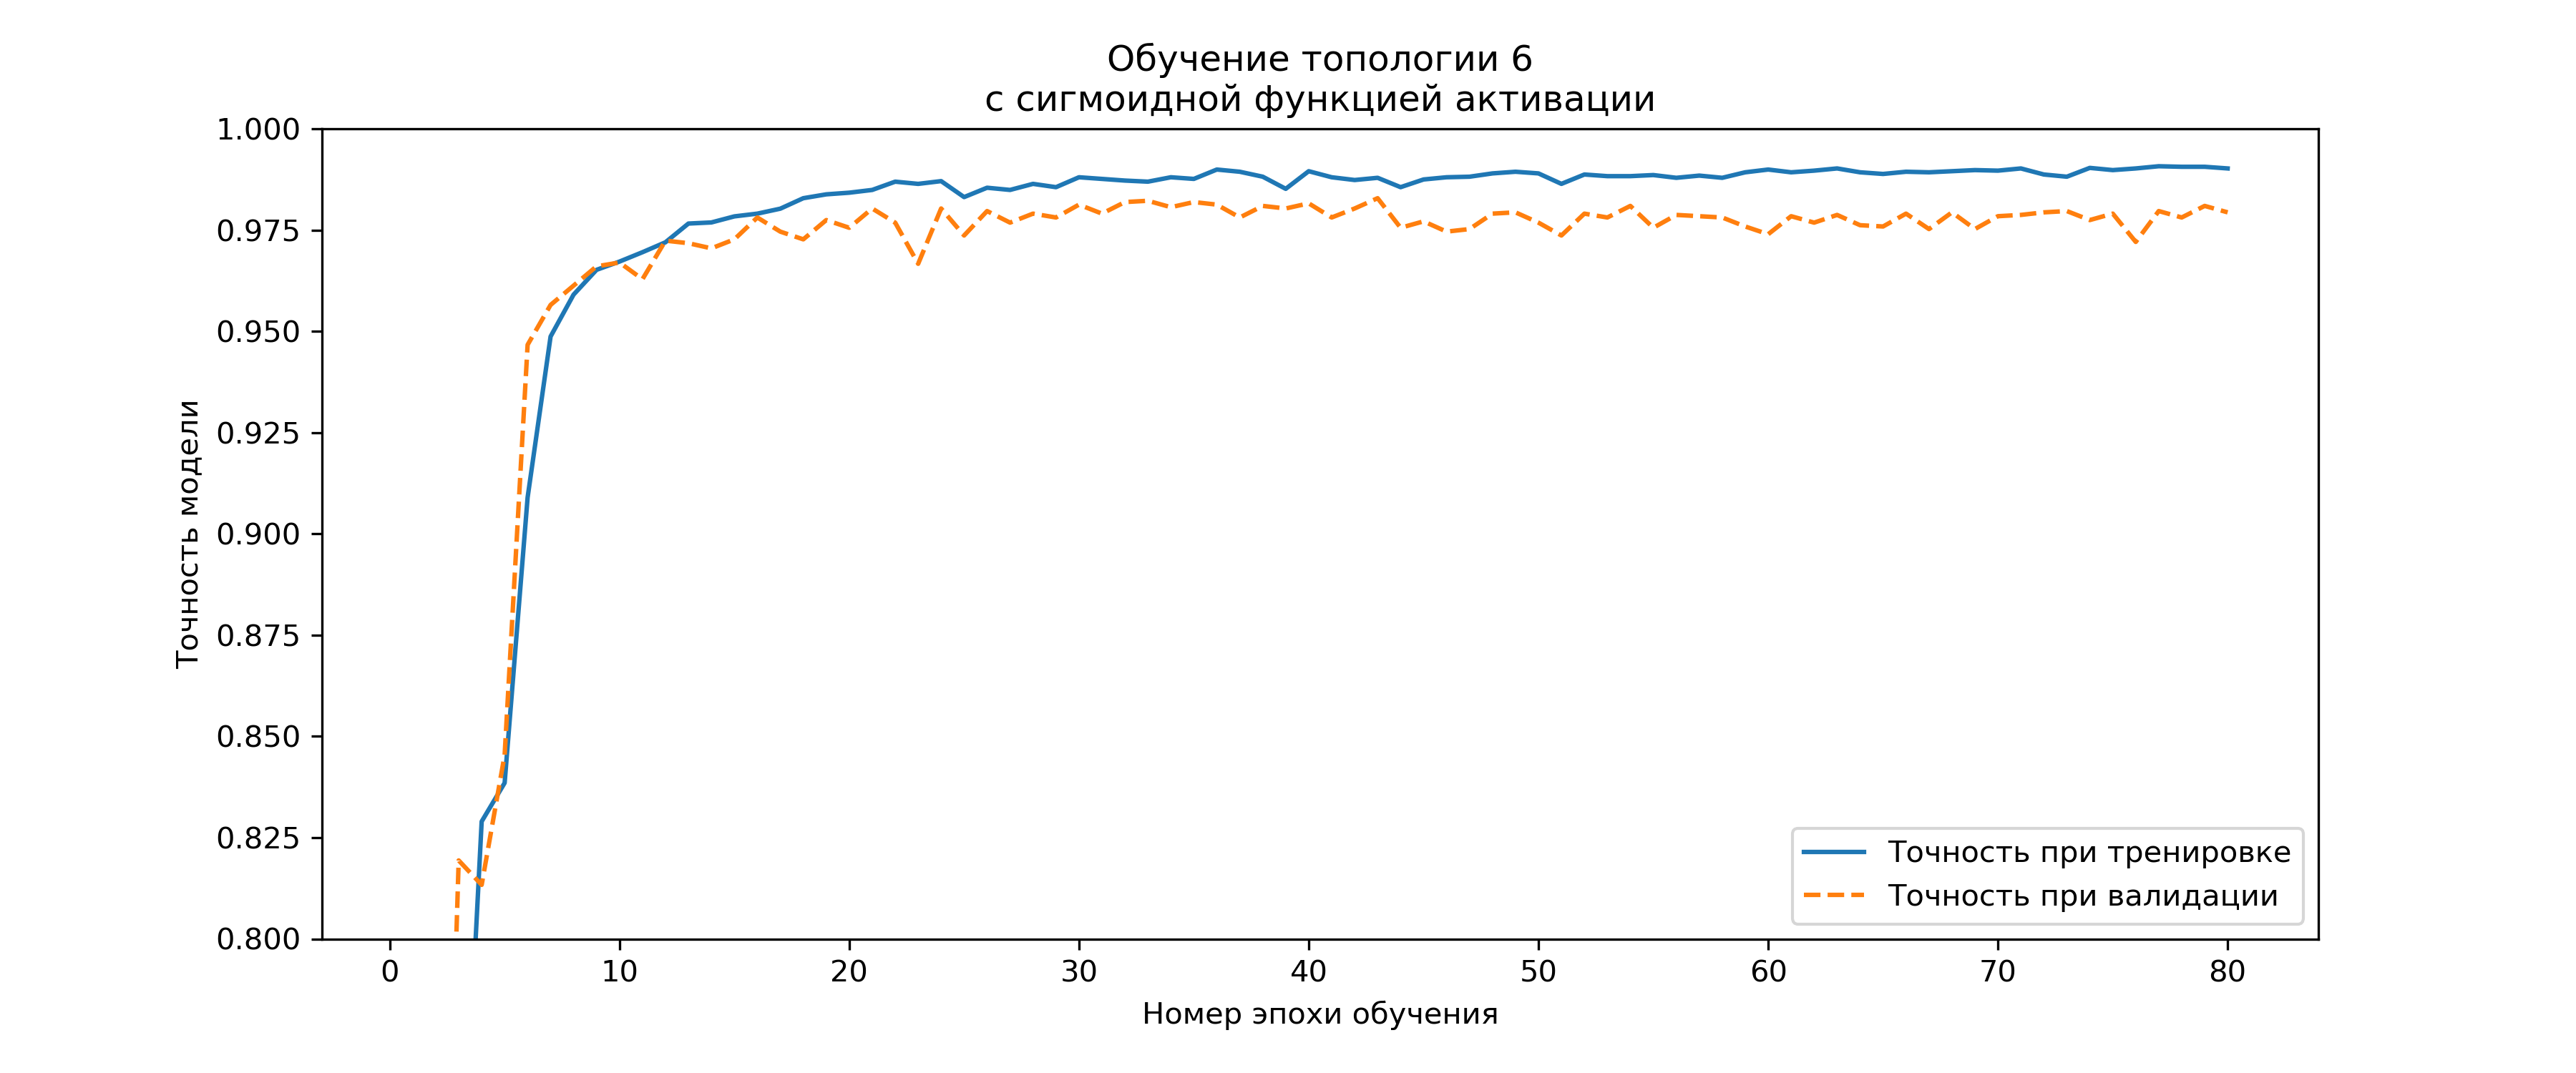 Обучение топологии 6
с сигмоидной функцией активации
1.000
0.975
0.950
0.925
0.900
0.875
0.850
0.825
0.800
Точность модели
0 10 20 30 40 50 60 70 80
Номер эпохи обучения
Точность при тренировке
Точность при валидации